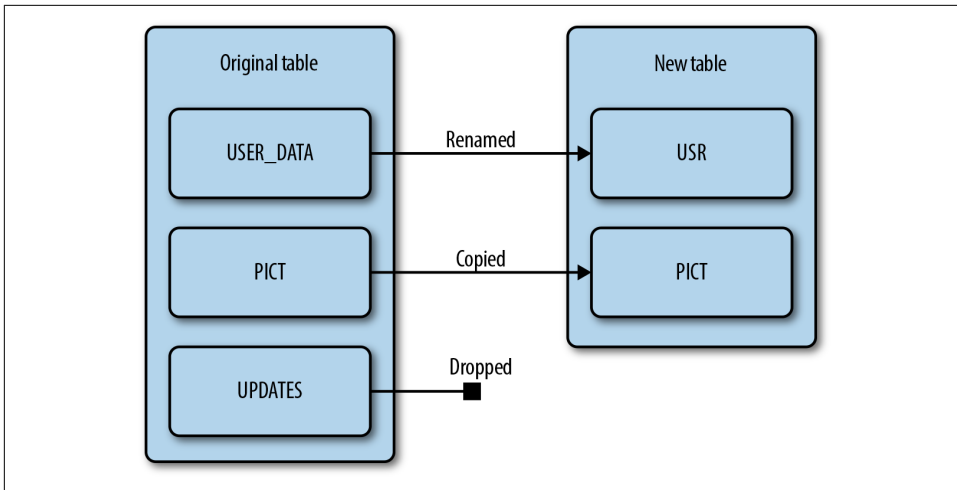 Original table
New table
USER_DATA
Renamed
USR
PICT
Copied
PICT
UPDATES
Dropped